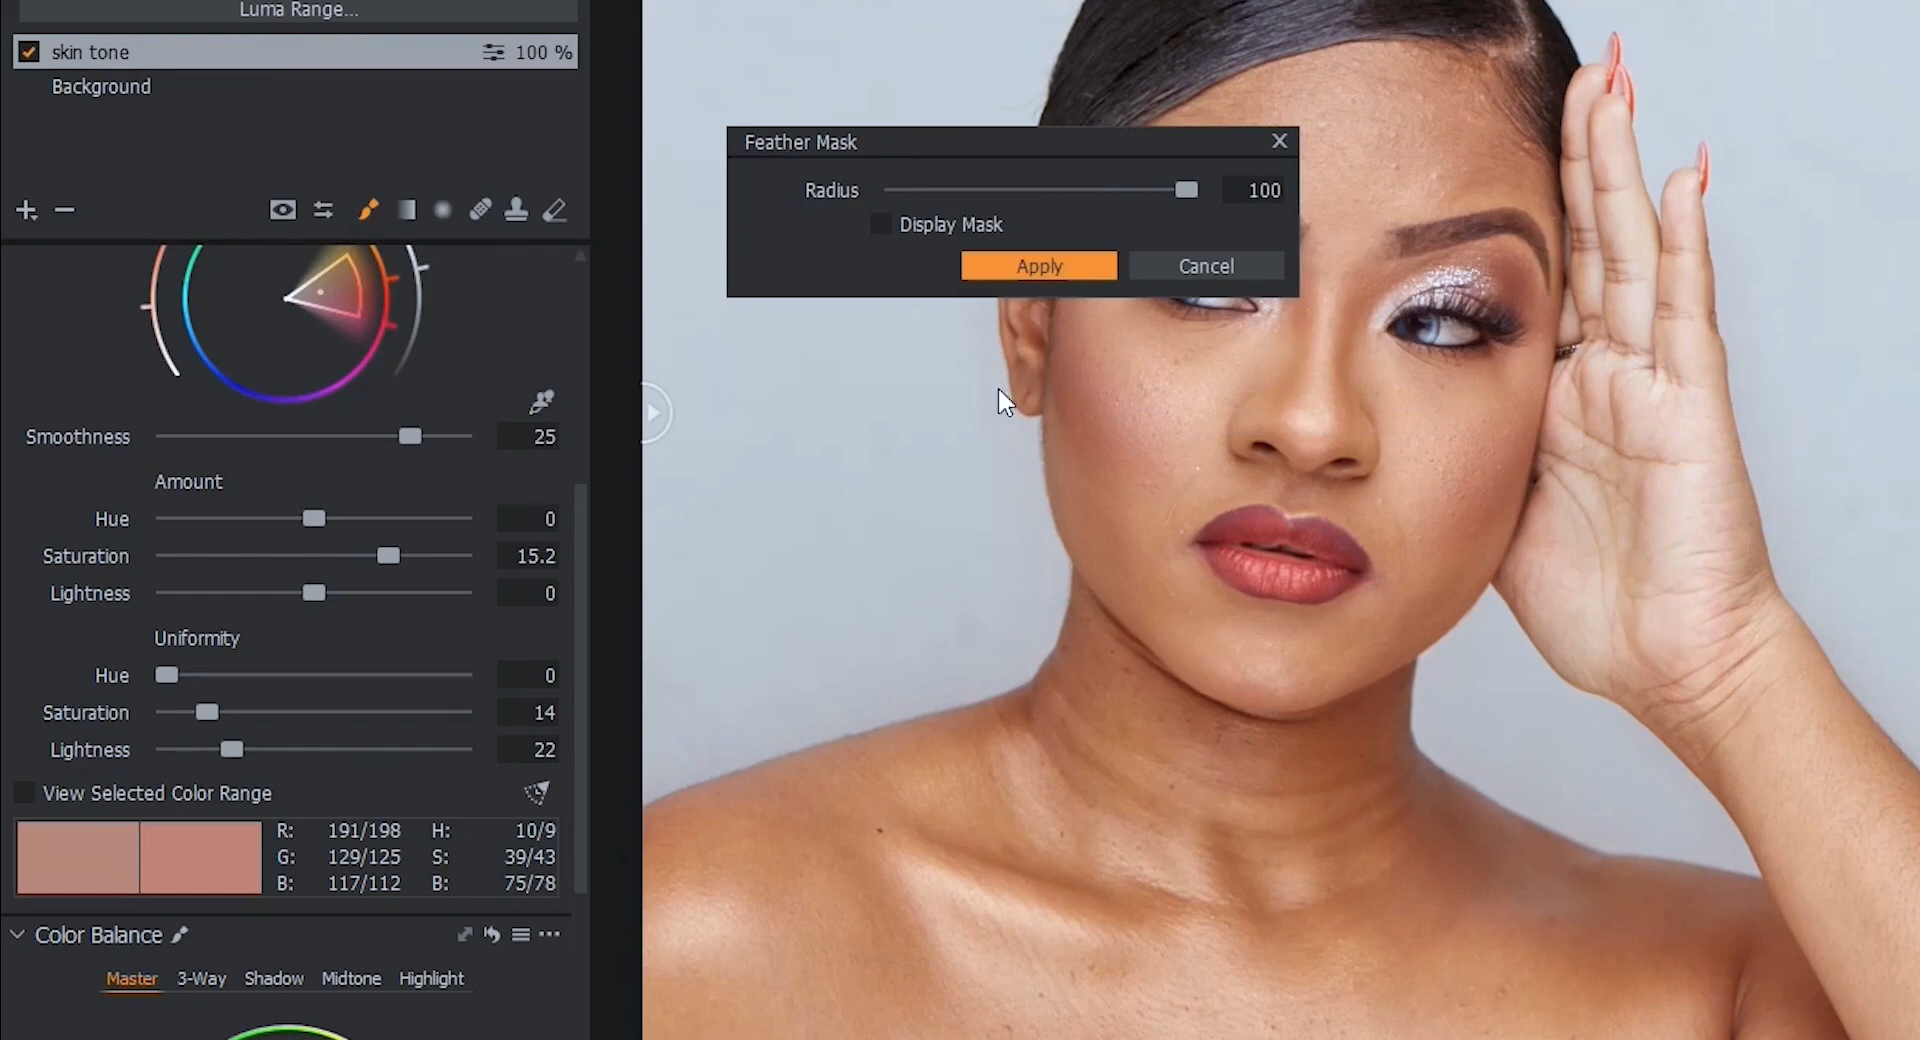 Luma Range...
skin tone 100 %
Background
Feather Mask
Radius 100
Display Mask
Apply Cancel
Smoothness 25
Amount
Hue 0
Saturation 15.2
Lightness 0
Uniformity
Hue 0
Saturation 14
Lightness 22
View Selected Color Range
R: 191/198 H: 10/9
G: 129/125 S: 39/43
B: 117/112 B: 75/78
Color Balance
Master 3-Way Shadow Midtone Highlight